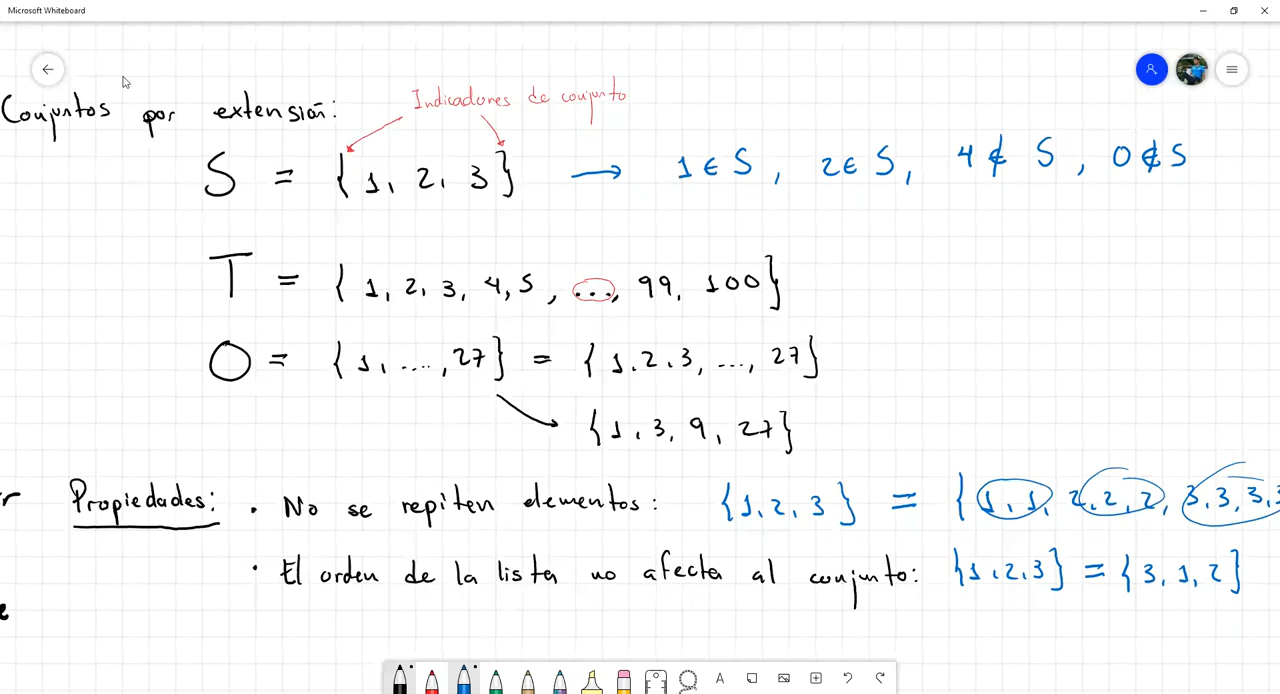 Microsoft Whiteboard
Conjuntos por extensión:
Indicadores de conjunto
S = {1, 2, 3} → 1 ∈ S, 2 ∈ S, 4 ∉ S, 0 ∉ S
T = {1, 2, 3, 4, 5, ..., 99, 100}
O = {1, ...., 27} = {1, 2, 3, ..., 27}
{1, 3, 9, 27}
Propiedades: · No se repiten elementos: {1, 2, 3} = {1, 1, 2, 2, 2, 3, 3, 3, 3
· El orden de la lista no afecta al conjunto: {1, 2, 3} = {3, 1, 2}